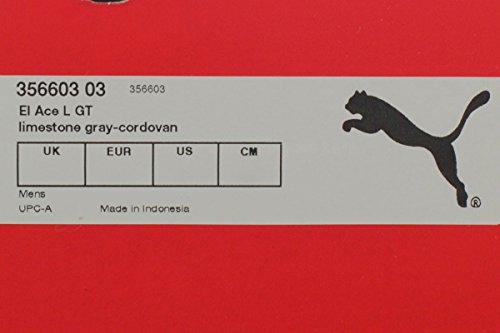 356603 03 356603
El Ace L GT
limestone gray-cordovan
UK EUR US CM
Mens
UPC-A Made in Indonesia
®